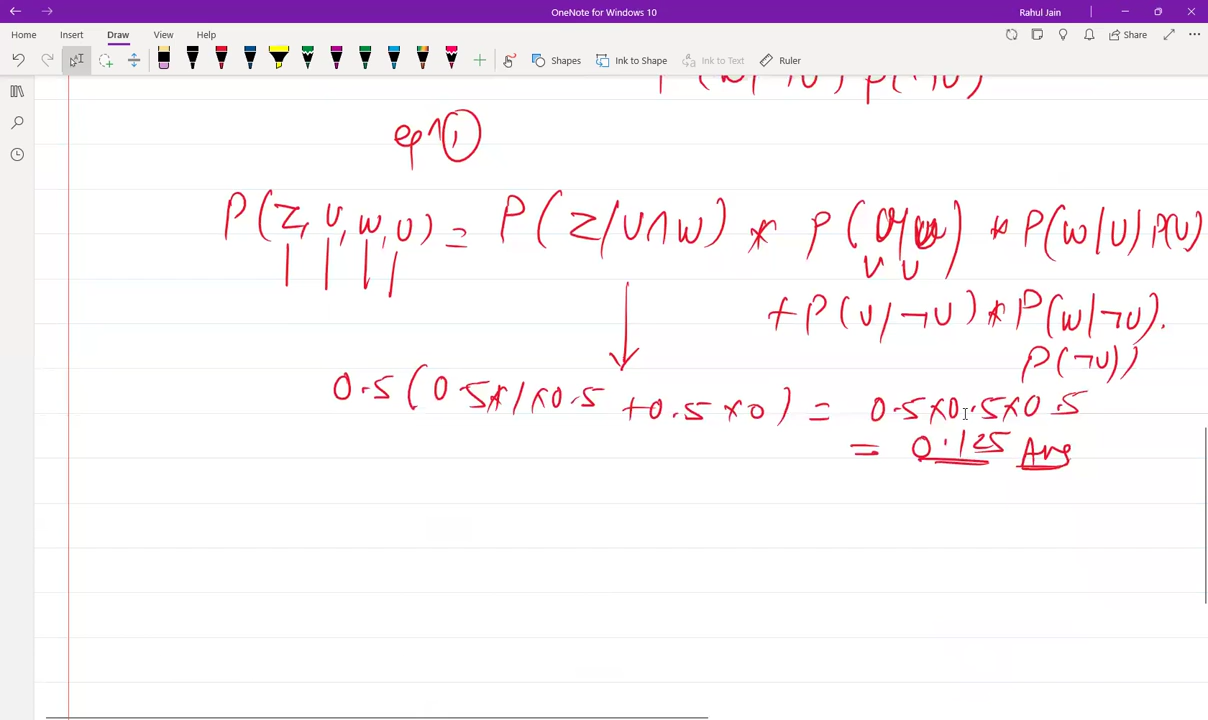 OneNote for Windows 10
Rahul Jain
Home Insert Draw View Help
Share
Shapes Ink to Shape Ink to Text Ruler
P(W/¬U) P(¬U)
eqn 1
P(Z, V, W, U) = P(Z/V∧W) * P( V/U ) * P(W/U) P(U)
+ P(V/¬U) * P(W/¬U).
P(¬U))
0.5(0.5*1×0.5 + 0.5×0) = 0.5×0.5×0.5
= 0.125 Ans